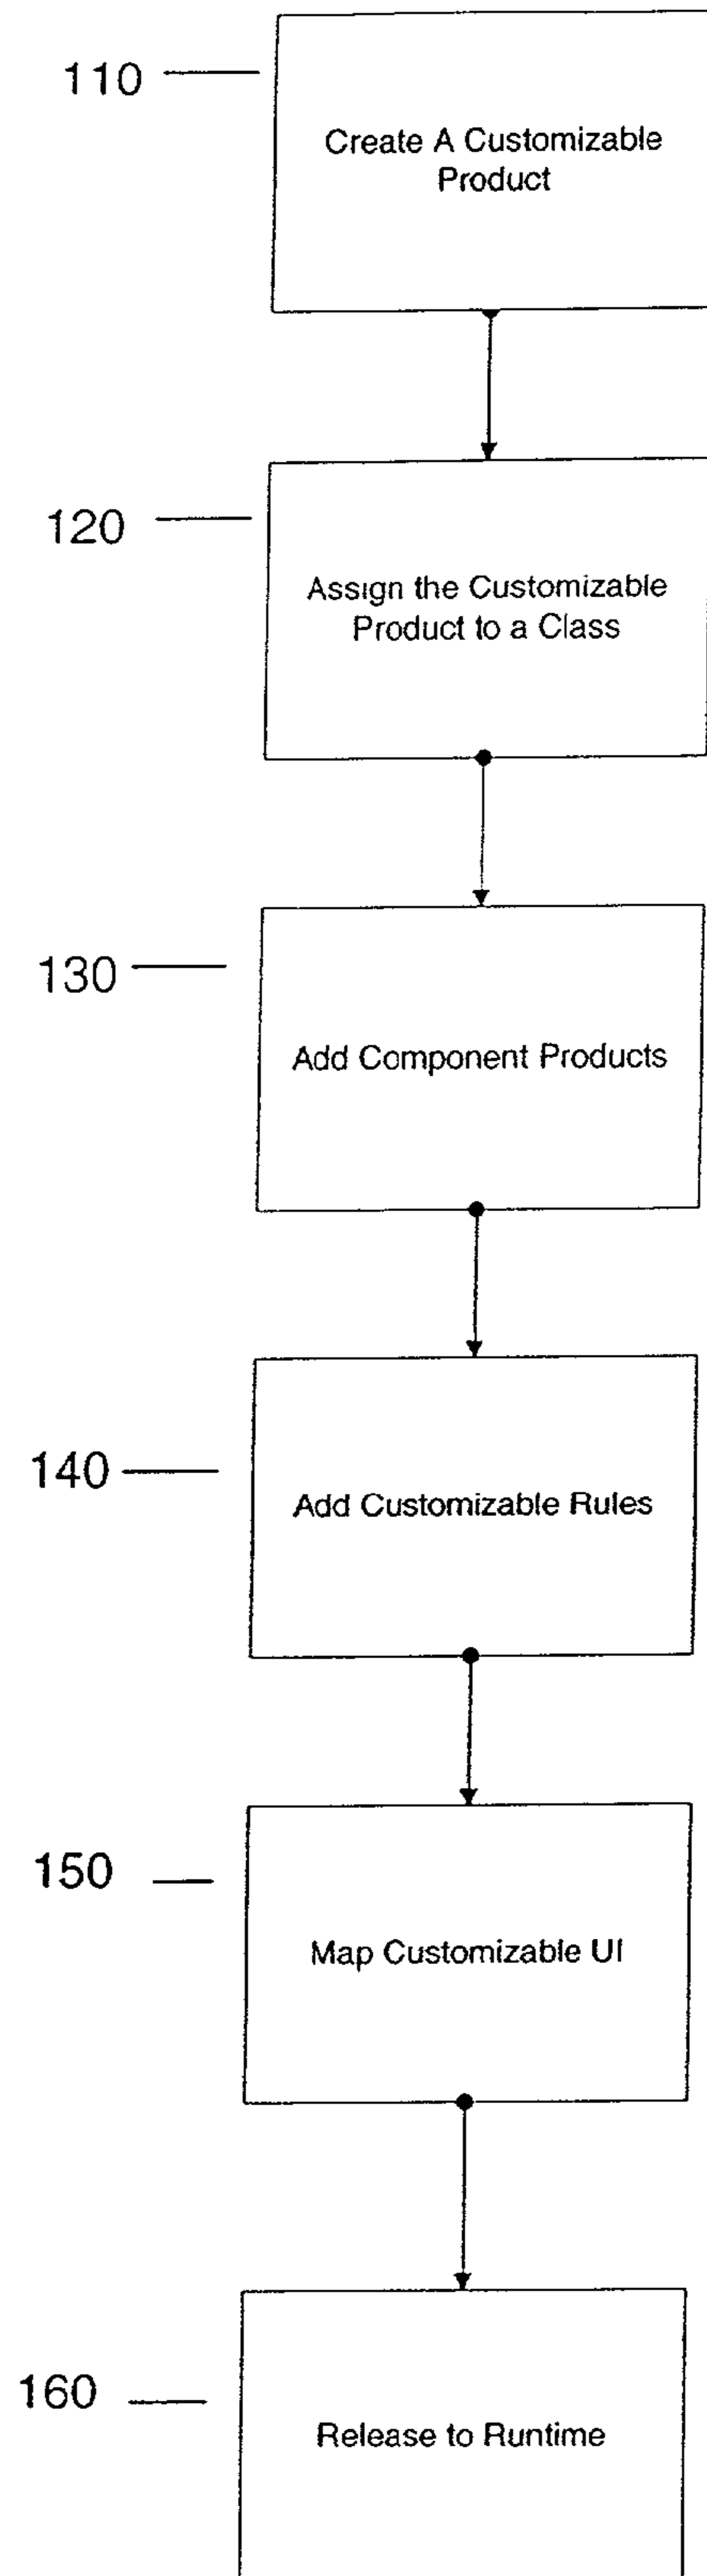 110
Create A Customizable
Product
120
Assign the Customizable
Product to a Class
130
Add Component Products
140
Add Customizable Rules
150
Map Customizable UI
160
Release to Runtime